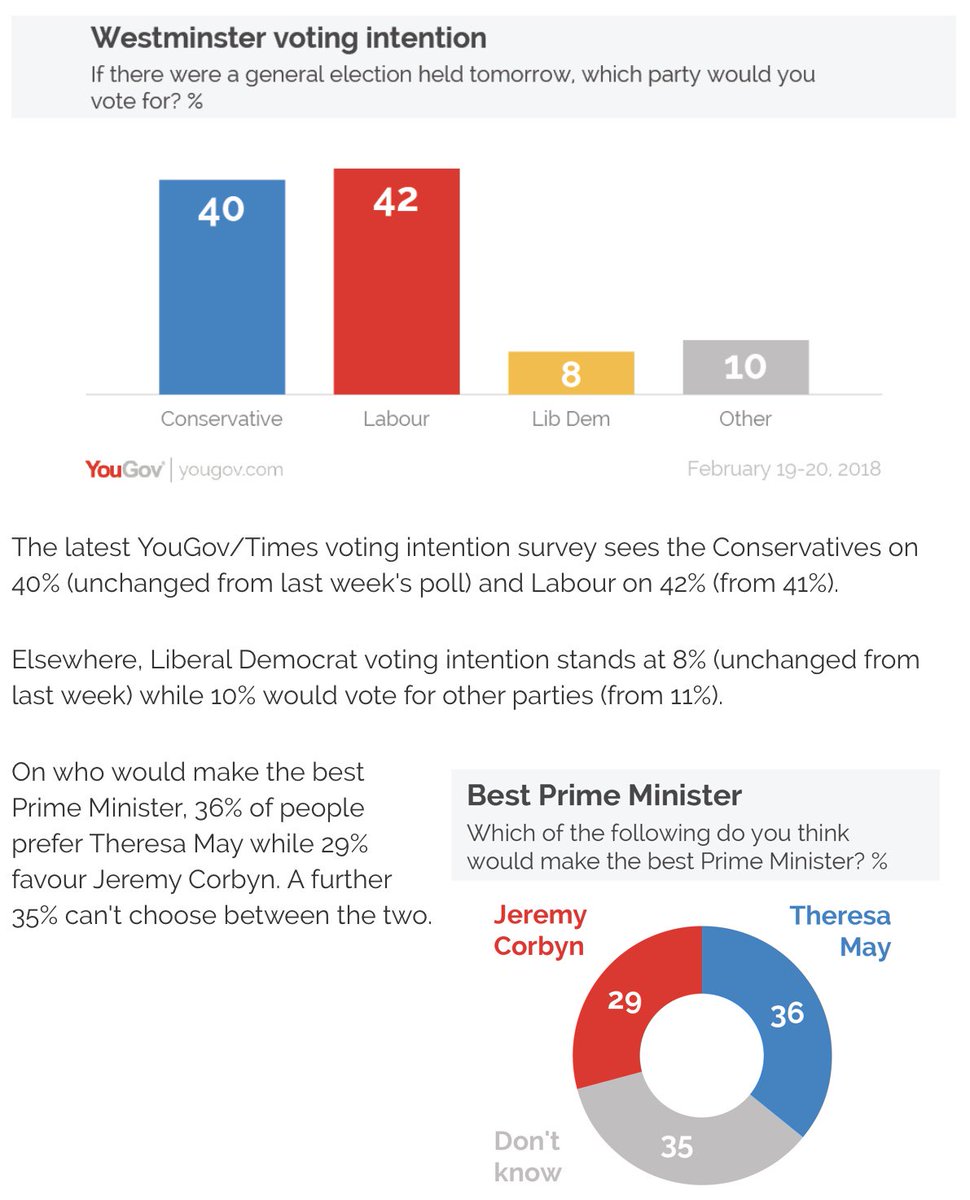 Westminster voting intention
If there were a general election held tomorrow, which party would you
vote for? %
40
42
8
10
Conservative
Labour
Lib Dem
Other
YouGov | yougov.com
February 19-20, 2018
The latest YouGov/Times voting intention survey sees the Conservatives on
40% (unchanged from last week's poll) and Labour on 42% (from 41%).
Elsewhere, Liberal Democrat voting intention stands at 8% (unchanged from
last week) while 10% would vote for other parties (from 11%).
On who would make the best
Prime Minister, 36% of people
prefer Theresa May while 29%
favour Jeremy Corbyn. A further
35% can't choose between the two.
Best Prime Minister
Which of the following do you think
would make the best Prime Minister? %
Jeremy
Corbyn
Theresa
May
29
36
35
Don't
know